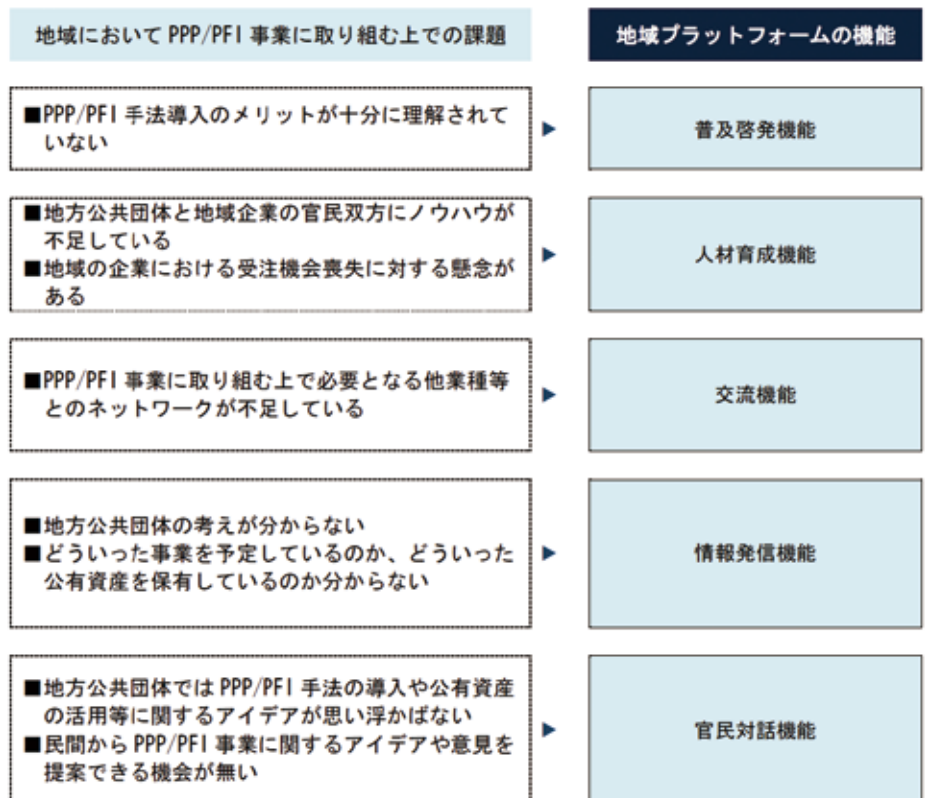 地域において PPP/PFI 事業に取り組む上での課題
地域プラットフォームの機能
■PPP/PFI 手法導入のメリットが十分に理解されて
いない
▶
普及啓発機能
■地方公共団体と地域企業の官民双方にノウハウが
不足している
■地域の企業における受注機会喪失に対する懸念が
ある
▶
人材育成機能
■PPP/PFI 事業に取り組む上で必要となる他業種等
とのネットワークが不足している
▶
交流機能
■地方公共団体の考えが分からない
■どういった事業を予定しているのか、どういった
公有資産を保有しているのか分からない
▶
情報発信機能
■地方公共団体では PPP/PFI 手法の導入や公有資産
の活用等に関するアイデアが思い浮かばない
■民間から PPP/PFI 事業に関するアイデアや意見を
提案できる機会が無い
▶
官民対話機能